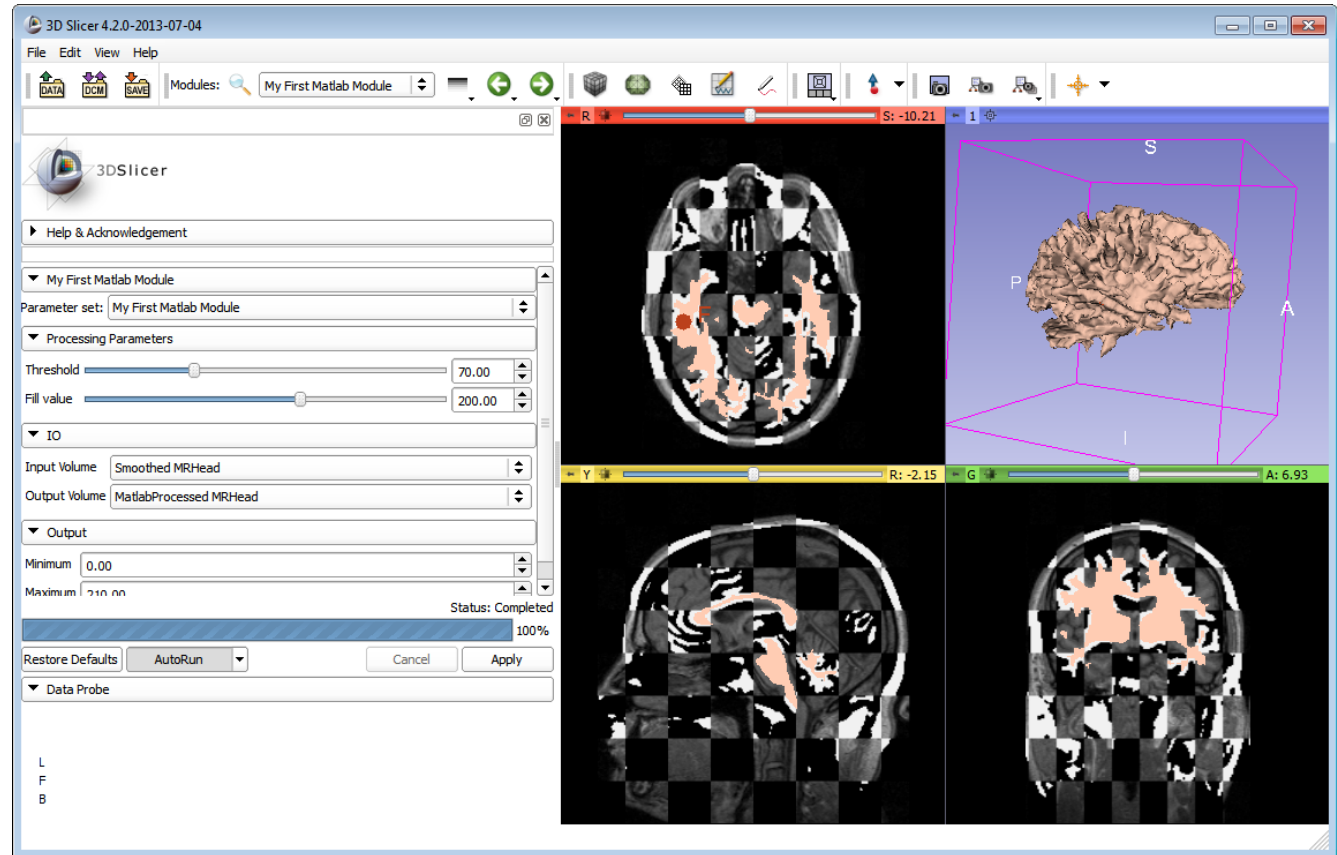 3D Slicer 4.2.0-2013-07-04
File Edit View Help
DATA DCM SAVE Modules: My First Matlab Module
3DSlicer
Help & Acknowledgement
My First Matlab Module
Parameter set: My First Matlab Module
Processing Parameters
Threshold 70.00
Fill value 200.00
IO
Input Volume Smoothed MRHead
Output Volume MatlabProcessed MRHead
Output
Minimum 0.00
Maximum 210.00
Status: Completed
100%
Restore Defaults AutoRun Cancel Apply
Data Probe
L
F
B
R S: -10.21
F
1
S
P
A
I
Y R: -2.15
G A: 6.93